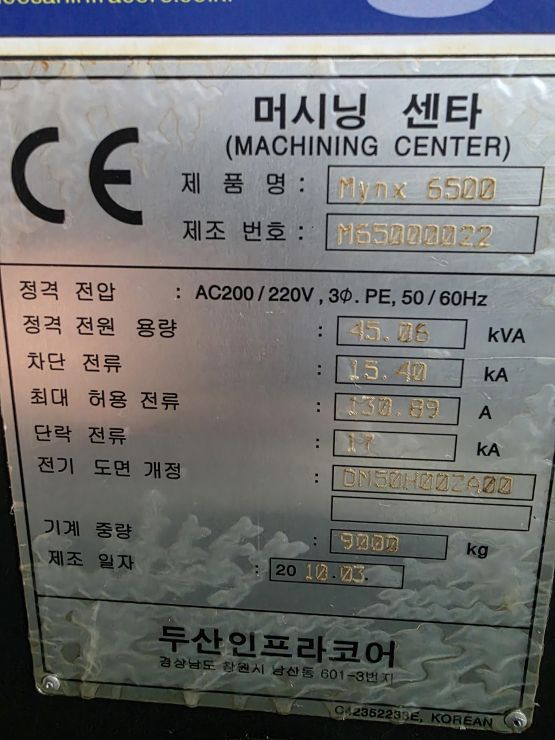 CE
머시닝 센타
(MACHINING CENTER)
제 품 명 : Mynx 6500
제조 번호 : M65000022
정격 전압 : AC200 / 220V , 3Φ. PE, 50 / 60Hz
정격 전원 용량 : 45.06 kVA
차단 전류 : 15.40 kA
최대 허용 전류 : 130.89 A
단락 전류 : 17 kA
전기 도면 개정 : DM50H00ZA00
기계 중량 : 9000 kg
제조 일자 : 20 10.03.
두산인프라코어
경상남도 창원시 남산동 601-3번지
C42352233E, KOREAN